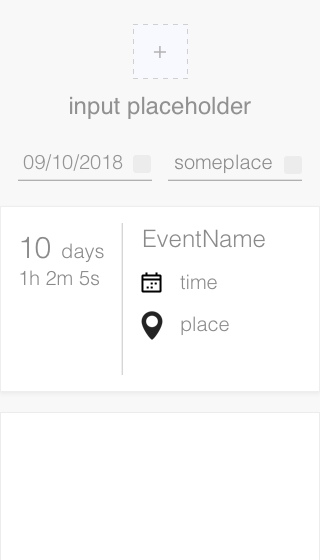 +
input placeholder
09/10/2018
someplace
10 days
1h 2m 5s
EventName
time
place